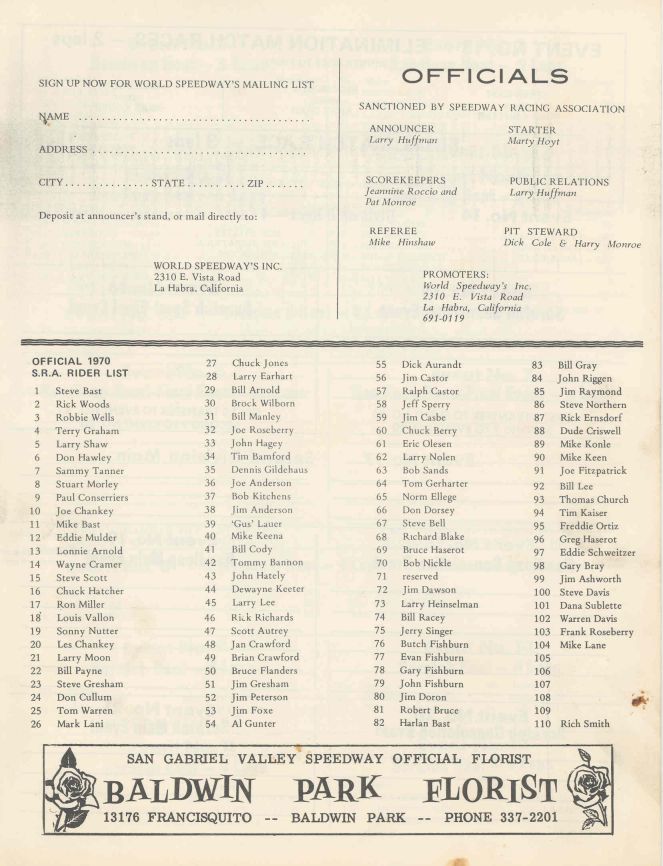 SIGN UP NOW FOR WORLD SPEEDWAY'S MAILING LIST
NAME
ADDRESS
CITY STATE ZIP
Deposit at announcer's stand, or mail directly to:
WORLD SPEEDWAY'S INC.
2310 E. Vista Road
La Habra, California
OFFICIALS
SANCTIONED BY SPEEDWAY RACING ASSOCIATION
ANNOUNCER
Larry Huffman
STARTER
Marty Hoyt
SCOREKEEPERS
Jeannine Roccio and
Pat Monroe
PUBLIC RELATIONS
Larry Huffman
REFEREE
Mike Hinshaw
PIT STEWARD
Dick Cole & Harry Monroe
PROMOTERS:
World Speedway's Inc.
2310 E. Vista Road
La Habra, California
691-0119
OFFICIAL 1970
S.R.A. RIDER LIST
1 Steve Bast
2 Rick Woods
3 Robbie Wells
4 Terry Graham
5 Larry Shaw
6 Don Hawley
7 Sammy Tanner
8 Stuart Morley
9 Paul Conserriers
10 Joe Chankey
11 Mike Bast
12 Eddie Mulder
13 Lonnie Arnold
14 Wayne Cramer
15 Steve Scott
16 Chuck Hatcher
17 Ron Miller
18 Louis Vallon
19 Sonny Nutter
20 Les Chankey
21 Larry Moon
22 Bill Payne
23 Steve Gresham
24 Don Cullum
25 Tom Warren
26 Mark Lani
27 Chuck Jones
28 Larry Earhart
29 Bill Arnold
30 Brock Wilborn
31 Bill Manley
32 Joe Roseberry
33 John Hagey
34 Tim Bamford
35 Dennis Gildehaus
36 Joe Anderson
37 Bob Kitchens
38 Jim Anderson
39 'Gus' Lauer
40 Mike Keena
41 Bill Cody
42 Tommy Bannon
43 John Hately
44 Dewayne Keeter
45 Larry Lee
46 Rick Richards
47 Scott Autrey
48 Jan Crawford
49 Brian Crawford
50 Bruce Flanders
51 Jim Gresham
52 Jim Peterson
53 Jim Foxe
54 Al Gunter
55 Dick Aurandt
56 Jim Castor
57 Ralph Castor
58 Jeff Sperry
59 Jim Casbe
60 Chuck Berry
61 Eric Olesen
62 Larry Nolen
63 Bob Sands
64 Tom Gerharter
65 Norm Ellege
66 Don Dorsey
67 Steve Bell
68 Richard Blake
69 Bruce Haserot
70 Bob Nickle
71 reserved
72 Jim Dawson
73 Larry Heinselman
74 Bill Racey
75 Jerry Singer
76 Butch Fishburn
77 Evan Fishburn
78 Gary Fishburn
79 John Fishburn
80 Jim Doron
81 Robert Bruce
82 Harlan Bast
83 Bill Gray
84 John Riggen
85 Jim Raymond
86 Steve Northern
87 Rick Ernsdorf
88 Dude Criswell
89 Mike Konle
90 Mike Keen
91 Joe Fitzpatrick
92 Bill Lee
93 Thomas Church
94 Tim Kaiser
95 Freddie Ortiz
96 Greg Haserot
97 Eddie Schweitzer
98 Gary Bray
99 Jim Ashworth
100 Steve Davis
101 Dana Sublette
102 Warren Davis
103 Frank Roseberry
104 Mike Lane
105
106
107
108
109
110 Rich Smith
SAN GABRIEL VALLEY SPEEDWAY OFFICIAL FLORIST
BALDWIN PARK FLORIST
13176 FRANCISQUITO -- BALDWIN PARK -- PHONE 337-2201